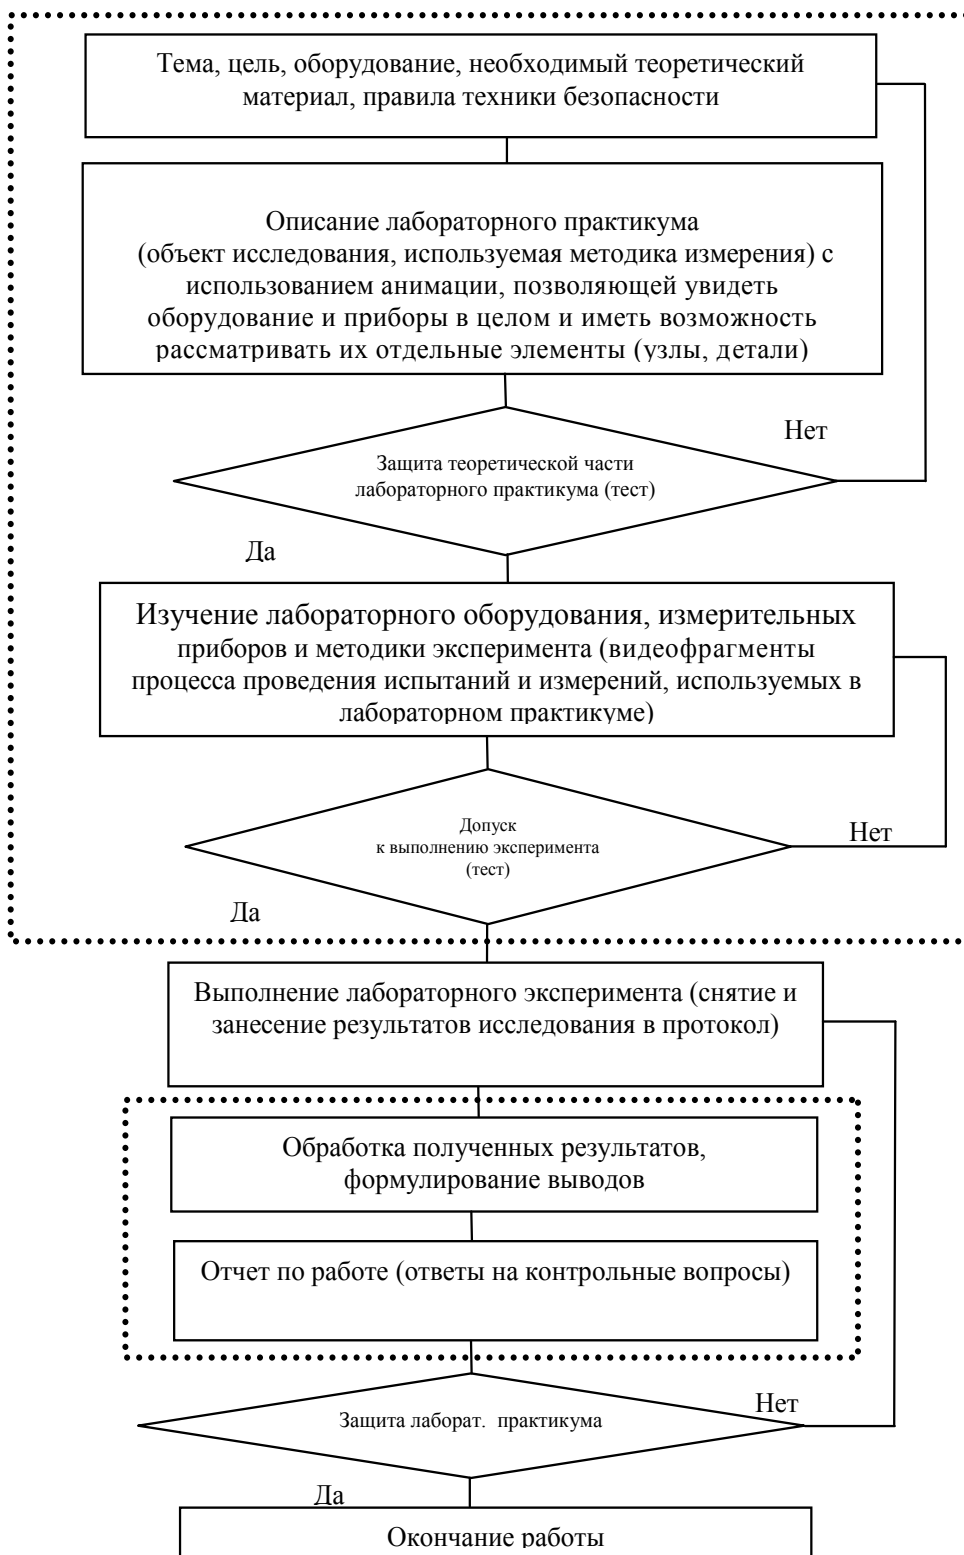 Тема, цель, оборудование, необходимый теоретический
материал, правила техники безопасности
Описание лабораторного практикума
(объект исследования, используемая методика измерения) с
использованием анимации, позволяющей увидеть
оборудование и приборы в целом и иметь возможность
рассматривать их отдельные элементы (узлы, детали)
Нет
Защита теоретической части
лабораторного практикума (тест)
Да
Изучение лабораторного оборудования, измерительных
приборов и методики эксперимента (видеофрагменты
процесса проведения испытаний и измерений, используемых в
лабораторном практикуме)
Допуск
к выполнению эксперимента
(тест)
Нет
Да
Выполнение лабораторного эксперимента (снятие и
занесение результатов исследования в протокол)
Обработка полученных результатов,
формулирование выводов
Отчет по работе (ответы на контрольные вопросы)
Нет
Защита лаборат. практикума
Да
Окончание работы